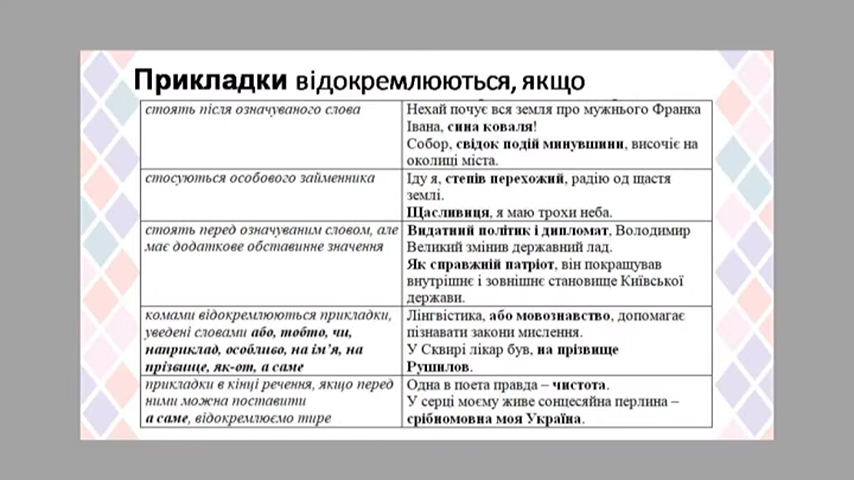 Прикладки відокремлюються, якщо
стоять після означуваного слова
Нехай почує вся земля про мужнього Франка
Івана, сина коваля!
Собор, свідок подій минувшини, височіє на
околиці міста.
стосуються особового займенника
Іду я, степів перехожий, радію од щастя
землі.
Щасливиця, я маю трохи неба.
стоять перед означуваним словом, але
має додаткове обставинне значення
Видатний політик і дипломат, Володимир
Великий змінив державний лад.
Як справжній патріот, він покращував
внутрішнє і зовнішнє становище Київської
держави.
комами відокремлюються прикладки,
уведені словами або, тобто, чи,
наприклад, особливо, на ім’я, на
прізвище, як-от, а саме
Лінгвістика, або мовознавство, допомагає
пізнавати закони мислення.
У Сквирі лікар був, на прізвище
Рушилов.
прикладки в кінці речення, якщо перед
ними можна поставити
а саме, відокремлюємо тире
Одна в поета правда – чистота.
У серці моєму живе сонцесяйна перлина –
срібномовна моя Україна.